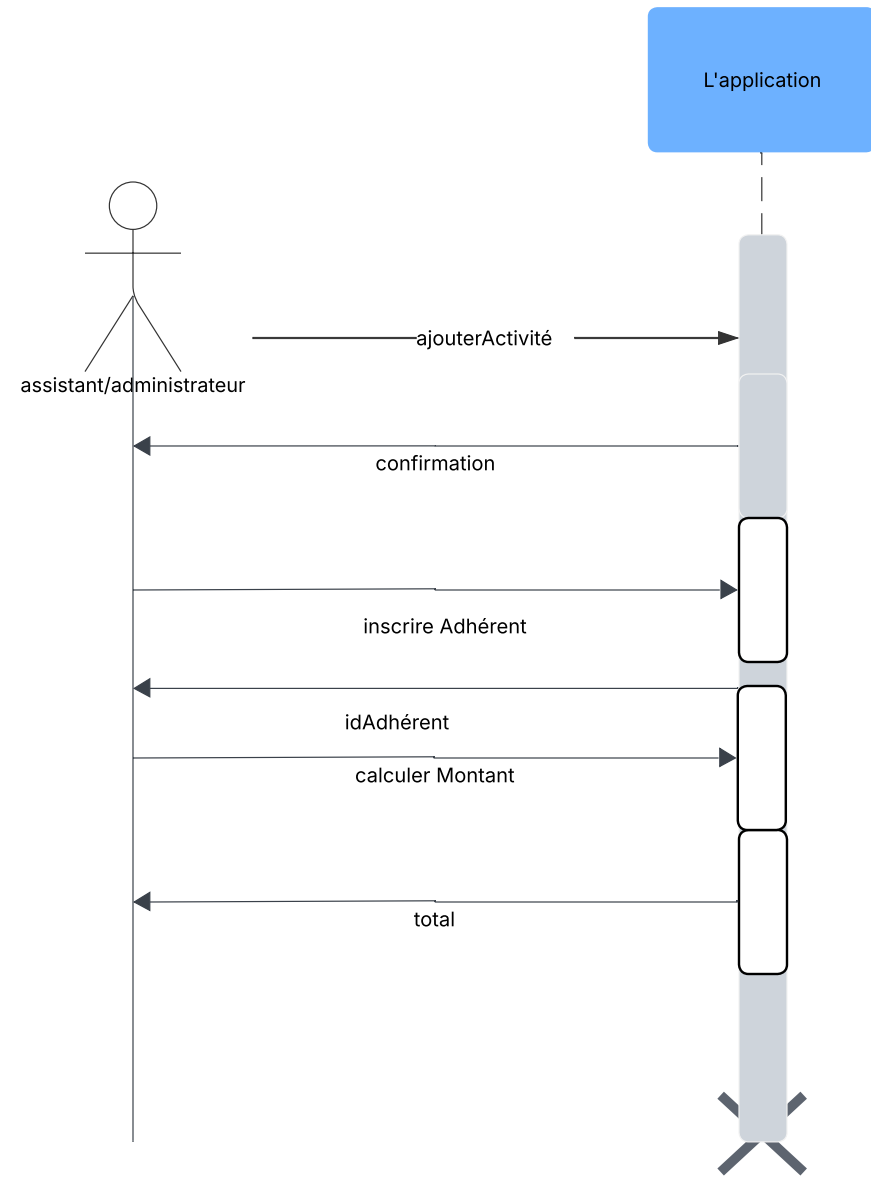 L'application
ajouterActivité
assistant/administrateur
confirmation
inscrire Adhérent
idAdhérent
calculer Montant
total